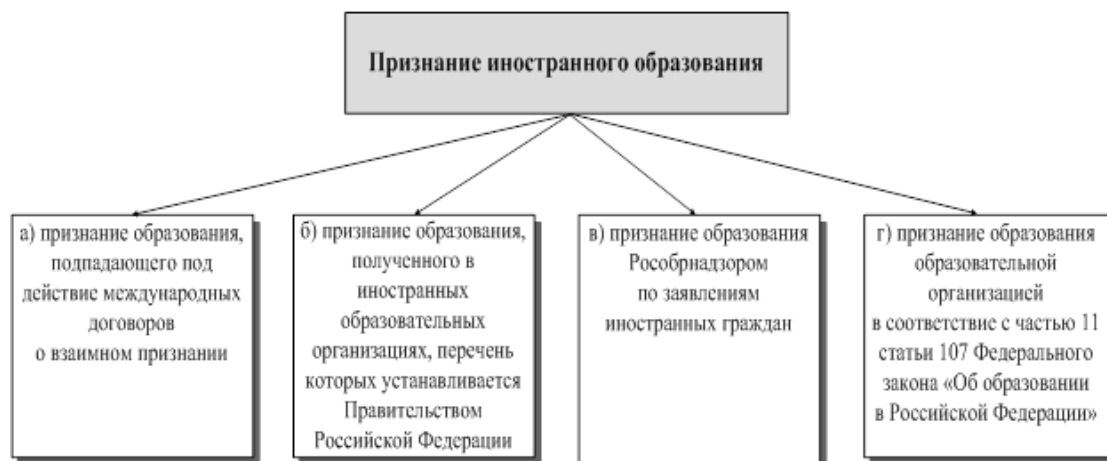 Признание иностранного образования
а) признание образования,
подпадающего под
действие международных
договоров
о взаимном признании
б) признание образования,
полученного в
иностранных
образовательных
организациях, перечень
которых устанавливается
Правительством
Российской Федерации
в) признание образования
Рособрнадзором
по заявлениям
иностранных граждан
г) признание образования
образовательной
организацией
в соответствие с частью 11
статьи 107 Федерального
закона «Об образовании
в Российской Федерации»